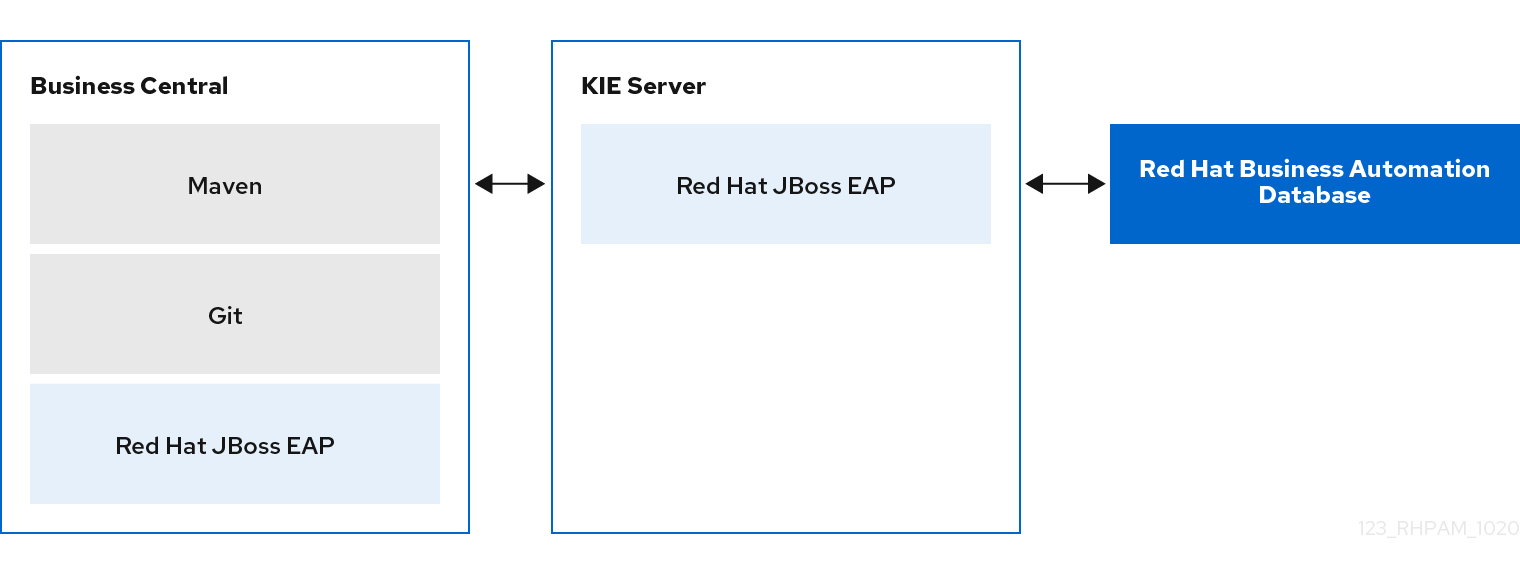 Business Central
Maven
Git
Red Hat JBoss EAP
KIE Server
Red Hat JBoss EAP
Red Hat Business Automation
Database
123_RHPAM_1020